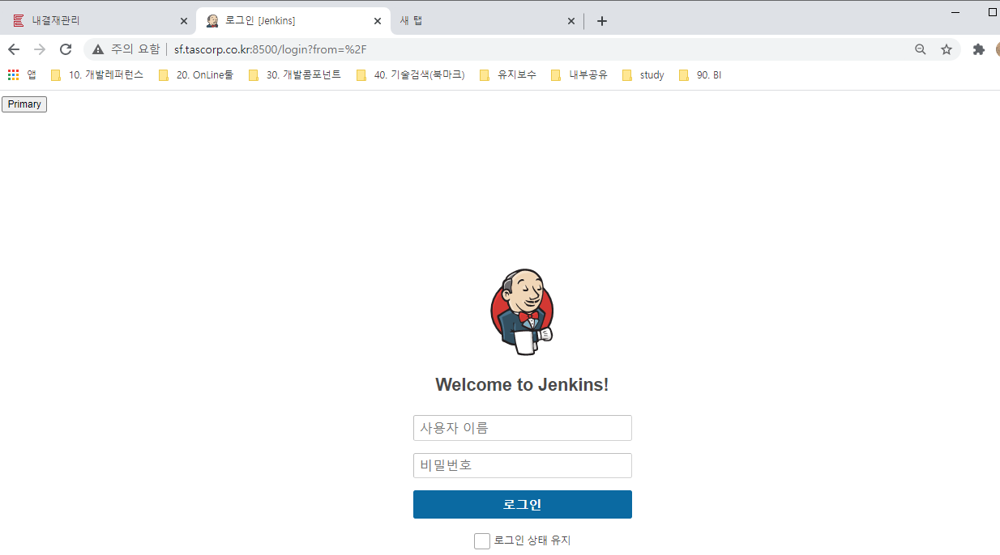 내결재관리
로그인 [Jenkins]
새 탭
주의 요함 sf.tascorp.co.kr:8500/login?from=%2F
앱 10. 개발레퍼런스 20. OnLine툴 30. 개발콤포넌트 40. 기술검색(북마크) 유지보수 내부공유 study 90. BI
Primary
Welcome to Jenkins!
사용자 이름
비밀번호
로그인
로그인 상태 유지